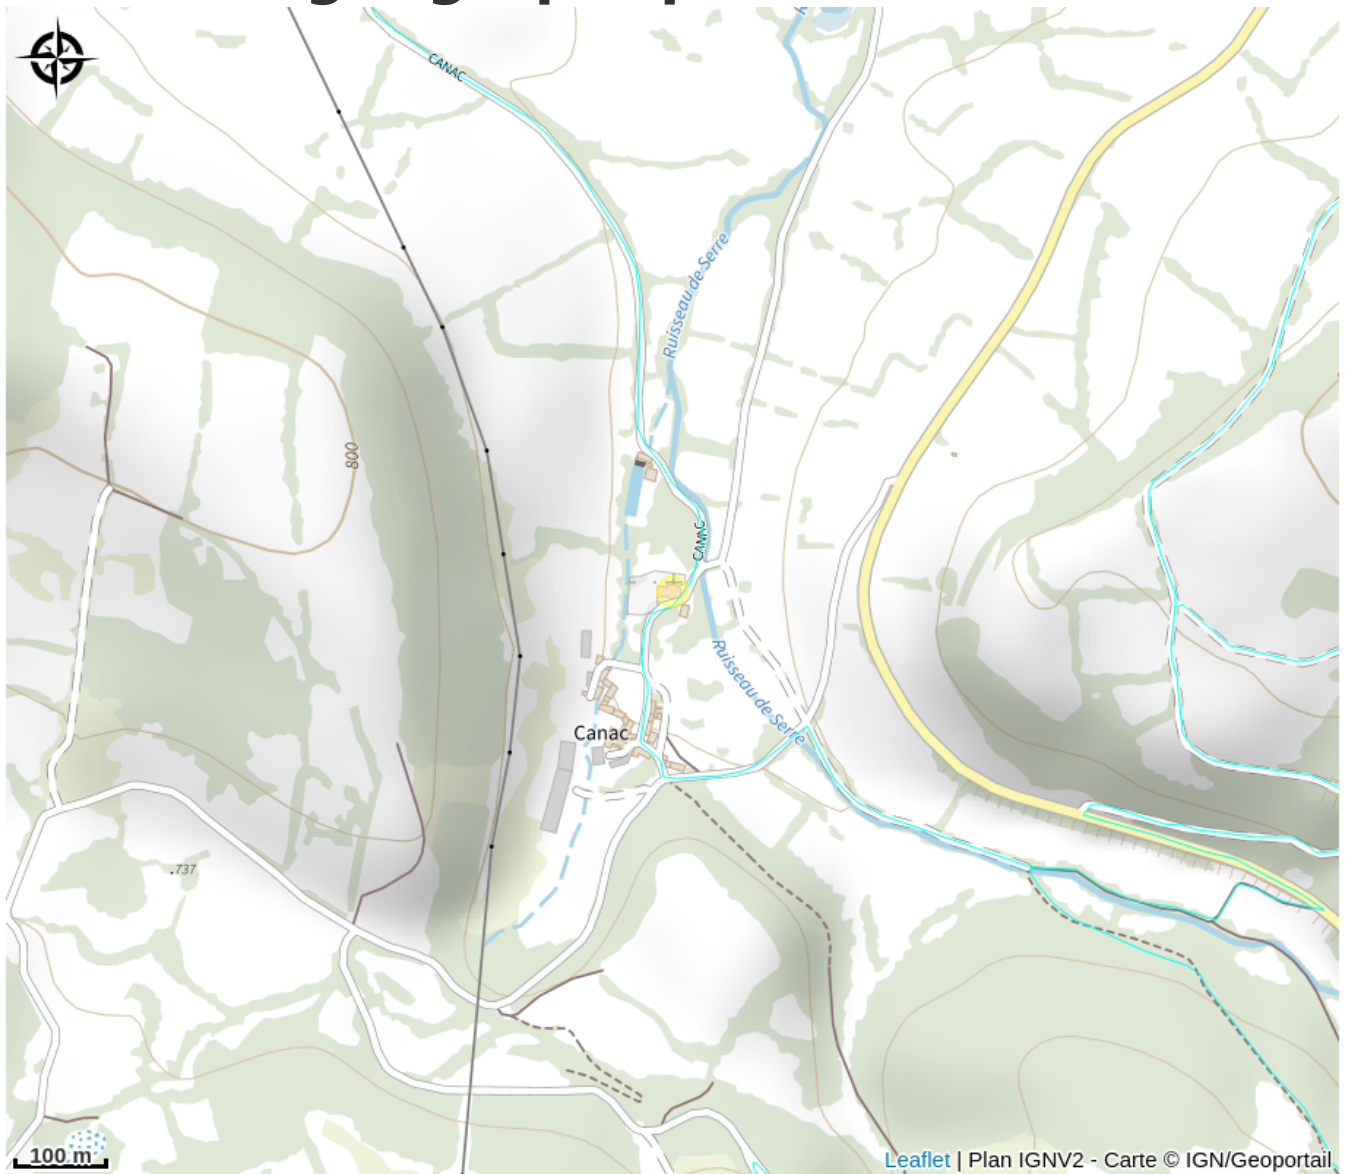 CANAC
Ruisseau de Serre
800
CANAC
Ruisseau de Serre
Canac
737
100 m
Leaflet | Plan IGNV2 - Carte © IGN/Geoportail